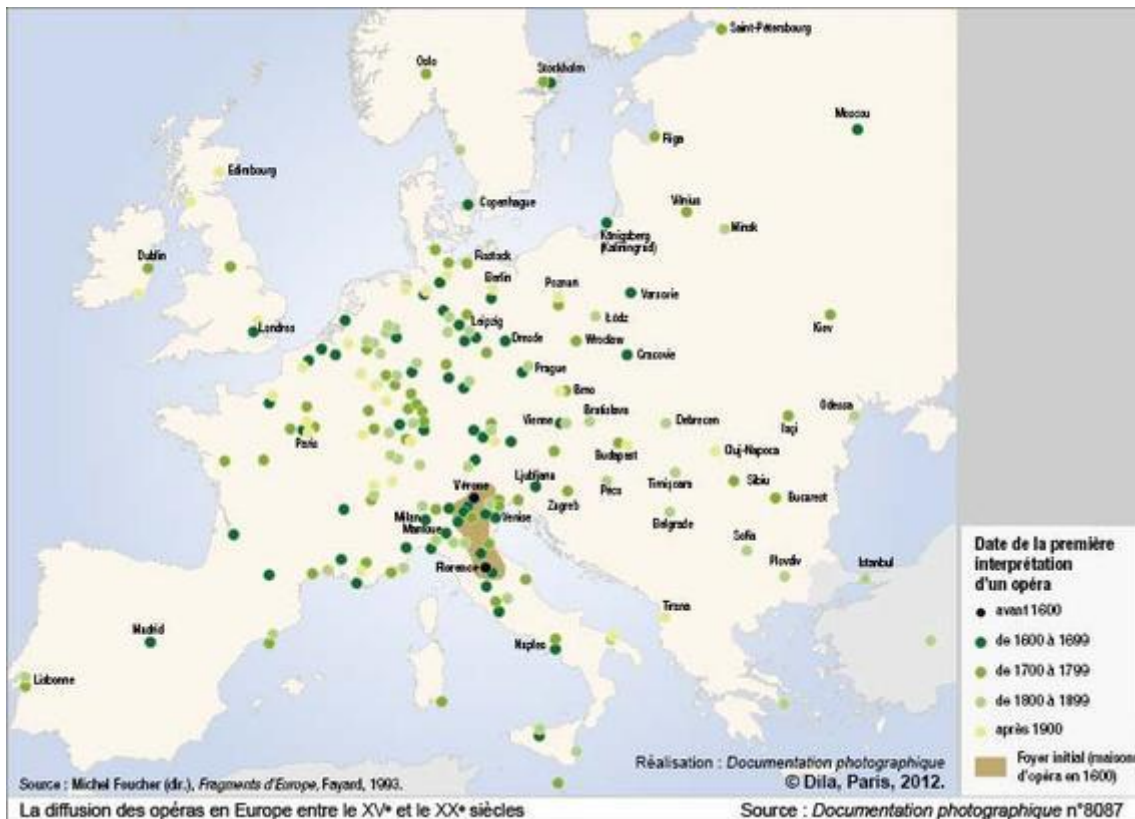 Saint-Pétersbourg
Oslo
Stockholm
Moscou
Riga
Edimbourg
Copenhague
Vilnius
Minsk
Königsberg
(Kaliningrad)
Dublin
Rostock
Berlin
Poznan
Varsovie
Londres
Leipzig
Łódz
Kiev
Dresde
Wrocław
Cracovie
Prague
Brno
Paris
Vienne
Bratislava
Debrecen
Iaşi
Odessa
Budapest
Cluj-Napoca
Ljubljana
Vérone
Pécs
Timişoara
Sibiu
Bucarest
Zagreb
Milan
Venise
Mantoue
Belgrade
Sofia
Plovdiv
Istanbul
Florence
Tirana
Madrid
Naples
Lisbonne
Date de la première
interprétation
d'un opéra
avant 1600
de 1600 à 1699
de 1700 à 1799
de 1800 à 1899
après 1900
Foyer initial (maisons
d'opéra en 1600)
Réalisation : Documentation photographique
© Dila, Paris, 2012.
Source : Michel Foucher (dir.), Fragments d'Europe, Fayard, 1993.
La diffusion des opéras en Europe entre le XVe et le XXe siècles
Source : Documentation photographique n°8087